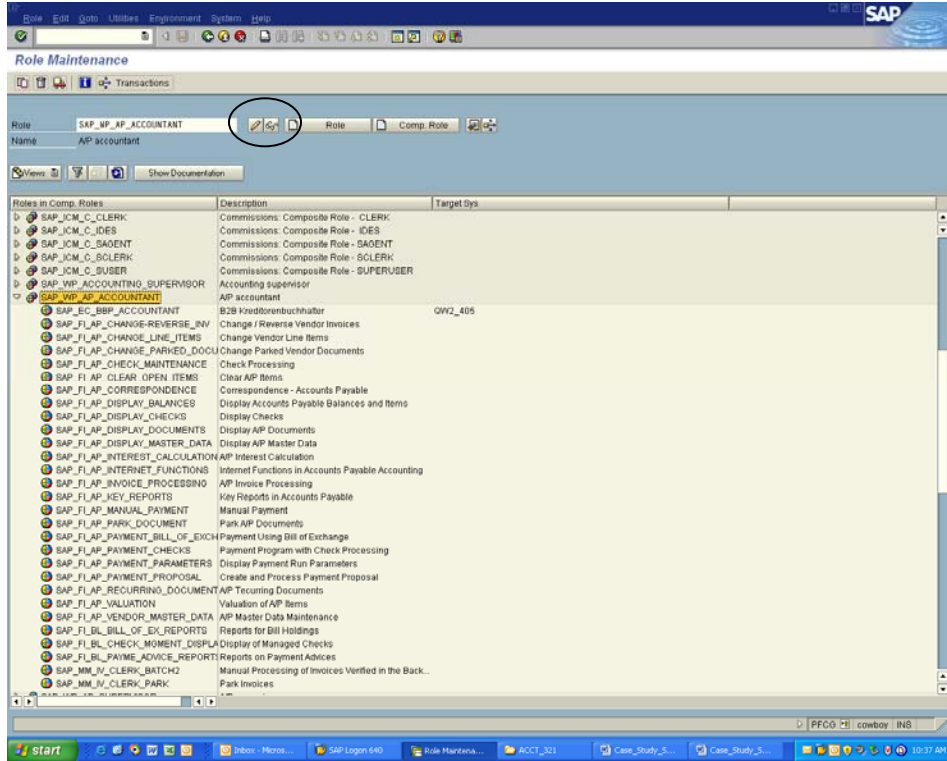 Role Edit Goto Utilities Environment System Help
SAP
Role Maintenance
Transactions
Role SAP_WP_AP_ACCOUNTANT Role Comp. Role
Name A/P accountant
Views Show Documentation
Roles in Comp. Roles Description Target Sys
SAP_ICM_C_CLERK Commissions: Composite Role - CLERK
SAP_ICM_C_IDES Commissions: Composite Role - IDES
SAP_ICM_C_SAGENT Commissions: Composite Role - SAGENT
SAP_ICM_C_SCLERK Commissions: Composite Role - SCLERK
SAP_ICM_C_SUSER Commissions: Composite Role - SUPERUSER
SAP_WP_ACCOUNTING_SUPERVISOR Accounting supervisor
SAP_WP_AP_ACCOUNTANT A/P accountant
SAP_EC_BBP_ACCOUNTANT B2B Kreditorenbuchhalter QW2_405
SAP_FI_AP_CHANGE-REVERSE_INV Change / Reverse Vendor Invoices
SAP_FI_AP_CHANGE_LINE_ITEMS Change Vendor Line Items
SAP_FI_AP_CHANGE_PARKED_DOCU Change Parked Vendor Documents
SAP_FI_AP_CHECK_MAINTENANCE Check Processing
SAP_FI_AP_CLEAR_OPEN_ITEMS Clear A/P Items
SAP_FI_AP_CORRESPONDENCE Correspondence - Accounts Payable
SAP_FI_AP_DISPLAY_BALANCES Display Accounts Payable Balances and Items
SAP_FI_AP_DISPLAY_CHECKS Display Checks
SAP_FI_AP_DISPLAY_DOCUMENTS Display A/P Documents
SAP_FI_AP_DISPLAY_MASTER_DATA Display A/P Master Data
SAP_FI_AP_INTEREST_CALCULATION A/P Interest Calculation
SAP_FI_AP_INTERNET_FUNCTIONS Internet Functions in Accounts Payable Accounting
SAP_FI_AP_INVOICE_PROCESSING A/P Invoice Processing
SAP_FI_AP_KEY_REPORTS Key Reports in Accounts Payable
SAP_FI_AP_MANUAL_PAYMENT Manual Payment
SAP_FI_AP_PARK_DOCUMENT Park A/P Documents
SAP_FI_AP_PAYMENT_BILL_OF_EXCH Payment Using Bill of Exchange
SAP_FI_AP_PAYMENT_CHECKS Payment Program with Check Processing
SAP_FI_AP_PAYMENT_PARAMETERS Display Payment Run Parameters
SAP_FI_AP_PAYMENT_PROPOSAL Create and Process Payment Proposal
SAP_FI_AP_RECURRING_DOCUMENT A/P Tecurring Documents
SAP_FI_AP_VALUATION Valuation of A/P Items
SAP_FI_AP_VENDOR_MASTER_DATA A/P Master Data Maintenance
SAP_FI_BL_BILL_OF_EX_REPORTS Reports for Bill Holdings
SAP_FI_BL_CHECK_MGMENT_DISPLA Display of Managed Checks
SAP_FI_BL_PAYME_ADVICE_REPORT: Reports on Payment Advices
SAP_MM_IV_CLERK_BATCH2 Manual Processing of Invoices Verified in the Back...
SAP_MM_IV_CLERK_PARK Park Invoices
PFCG cowboy INS
start Inbox - Micros... SAP Logon 640 Role Maintena... ACCT_321 Case_Study_5... Case_Study_5... 10:37 AM